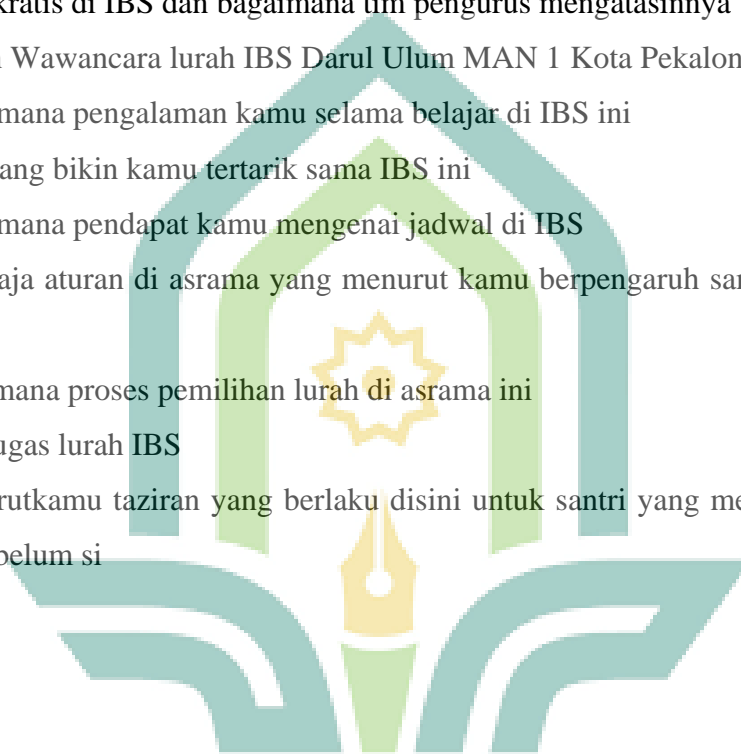 kratis di IBS dan bagaimana tim pengurus mengatasinnya
Wawancara lurah IBS Darul Ulum MAN 1 Kota Pekalon
mana pengalaman kamu selama belajar di IBS ini
ang bikin kamu tertarik sama IBS ini
mana pendapat kamu mengenai jadwal di IBS
aja aturan di asrama yang menurut kamu berpengaruh sar
mana proses pemilihan lurah di asrama ini
ugas lurah IBS
rutkamu taziran yang berlaku disini untuk santri yang me
belum si